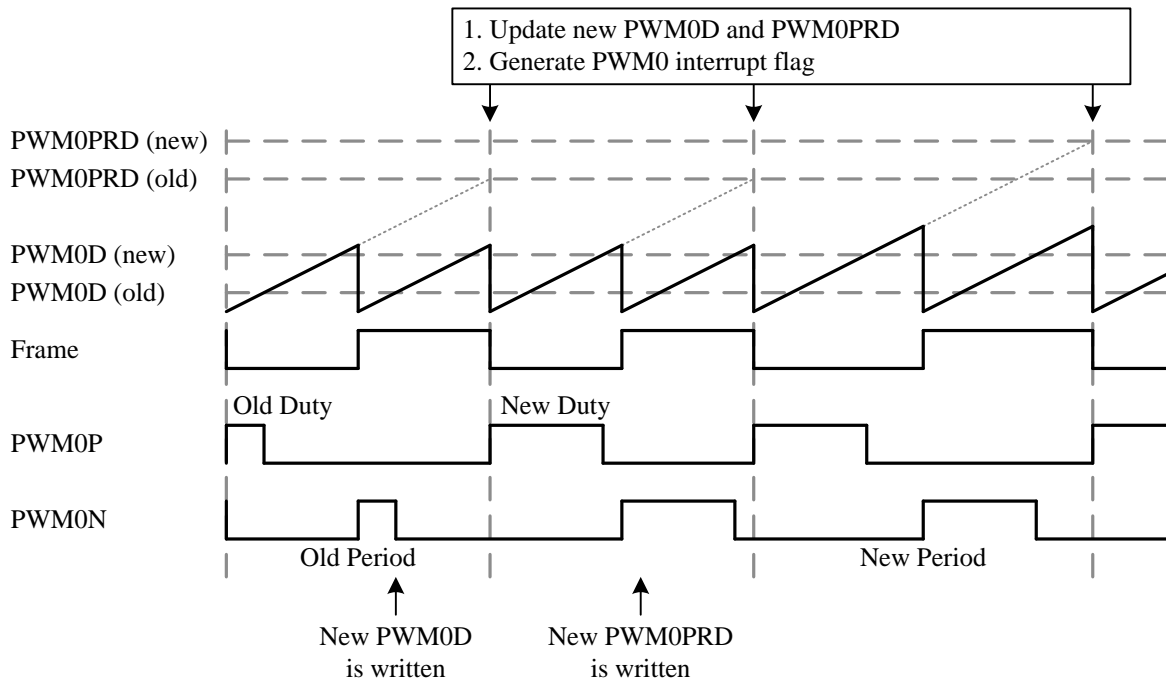 1. Update new PWM0D and PWM0PRD
2. Generate PWM0 interrupt flag
PWM0PRD (new)
PWM0PRD (old)
PWM0D (new)
PWM0D (old)
Frame
Old Duty
New Duty
PWM0P
PWM0N
Old Period
New Period
New PWM0D
is written
New PWM0PRD
is written